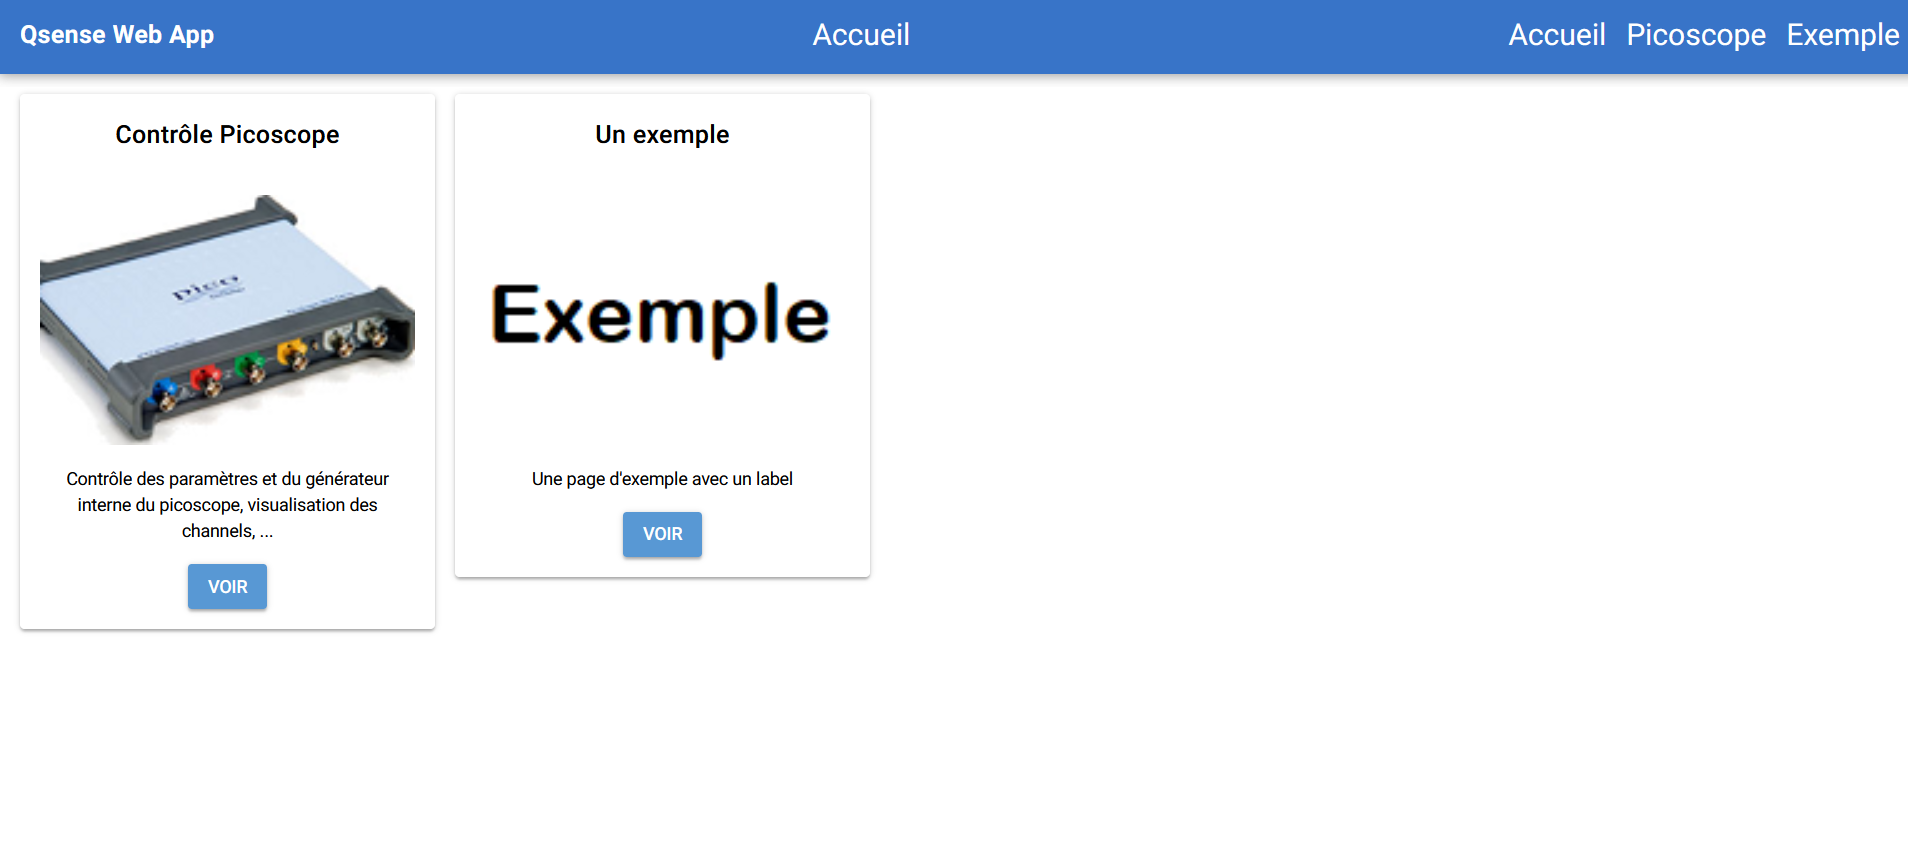 Qsense Web App
Accueil
Accueil Picoscope Exemple
Contrôle Picoscope
pico
Contrôle des paramètres et du générateur
interne du picoscope, visualisation des
channels, ...
VOIR
Un exemple
Exemple
Une page d'exemple avec un label
VOIR